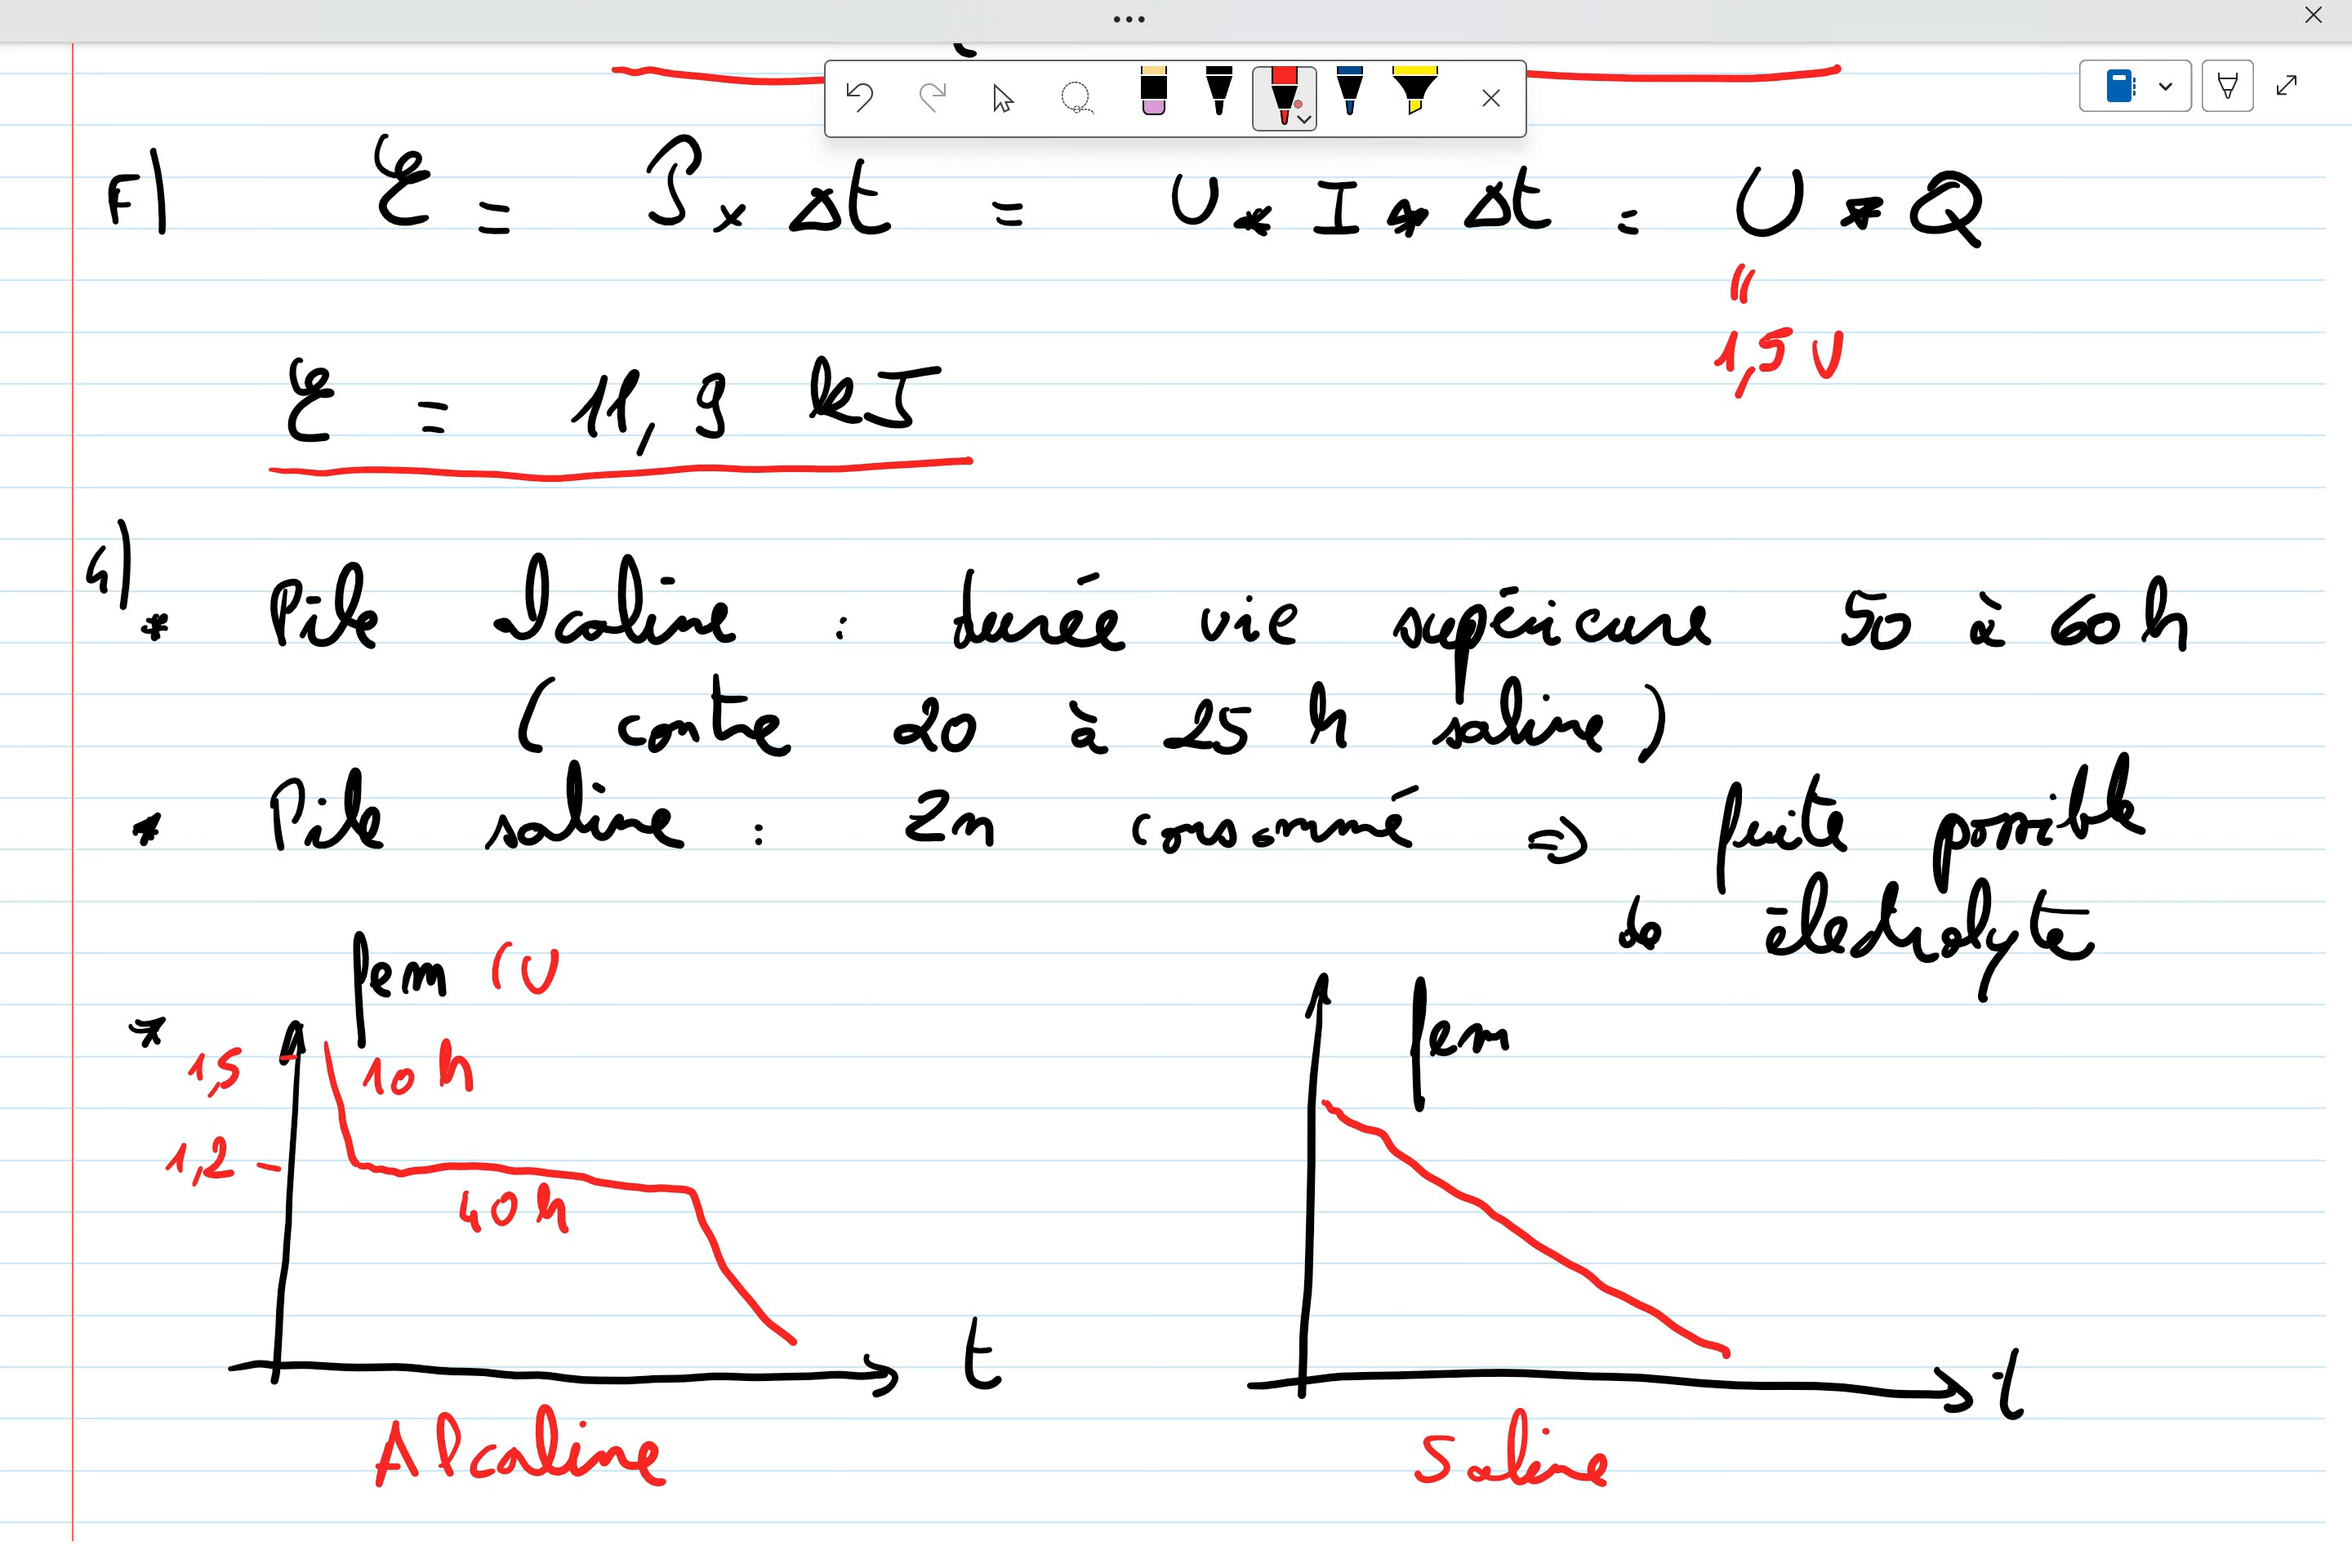 F) E = P × Δt = U * I * Δt = U * Q
"
1,5 V
E = 11,9 kJ
4) * Pile alcaline : durée vie supérieure 50 à 60 h
(contre 20 à 25 h saline)
* Pile saline : Zn consommé ⇒ fuite possible
de électrolyte
* fem (V
1,5
10 h
1,2
40 h
t
Alcaline
fem
t
Saline